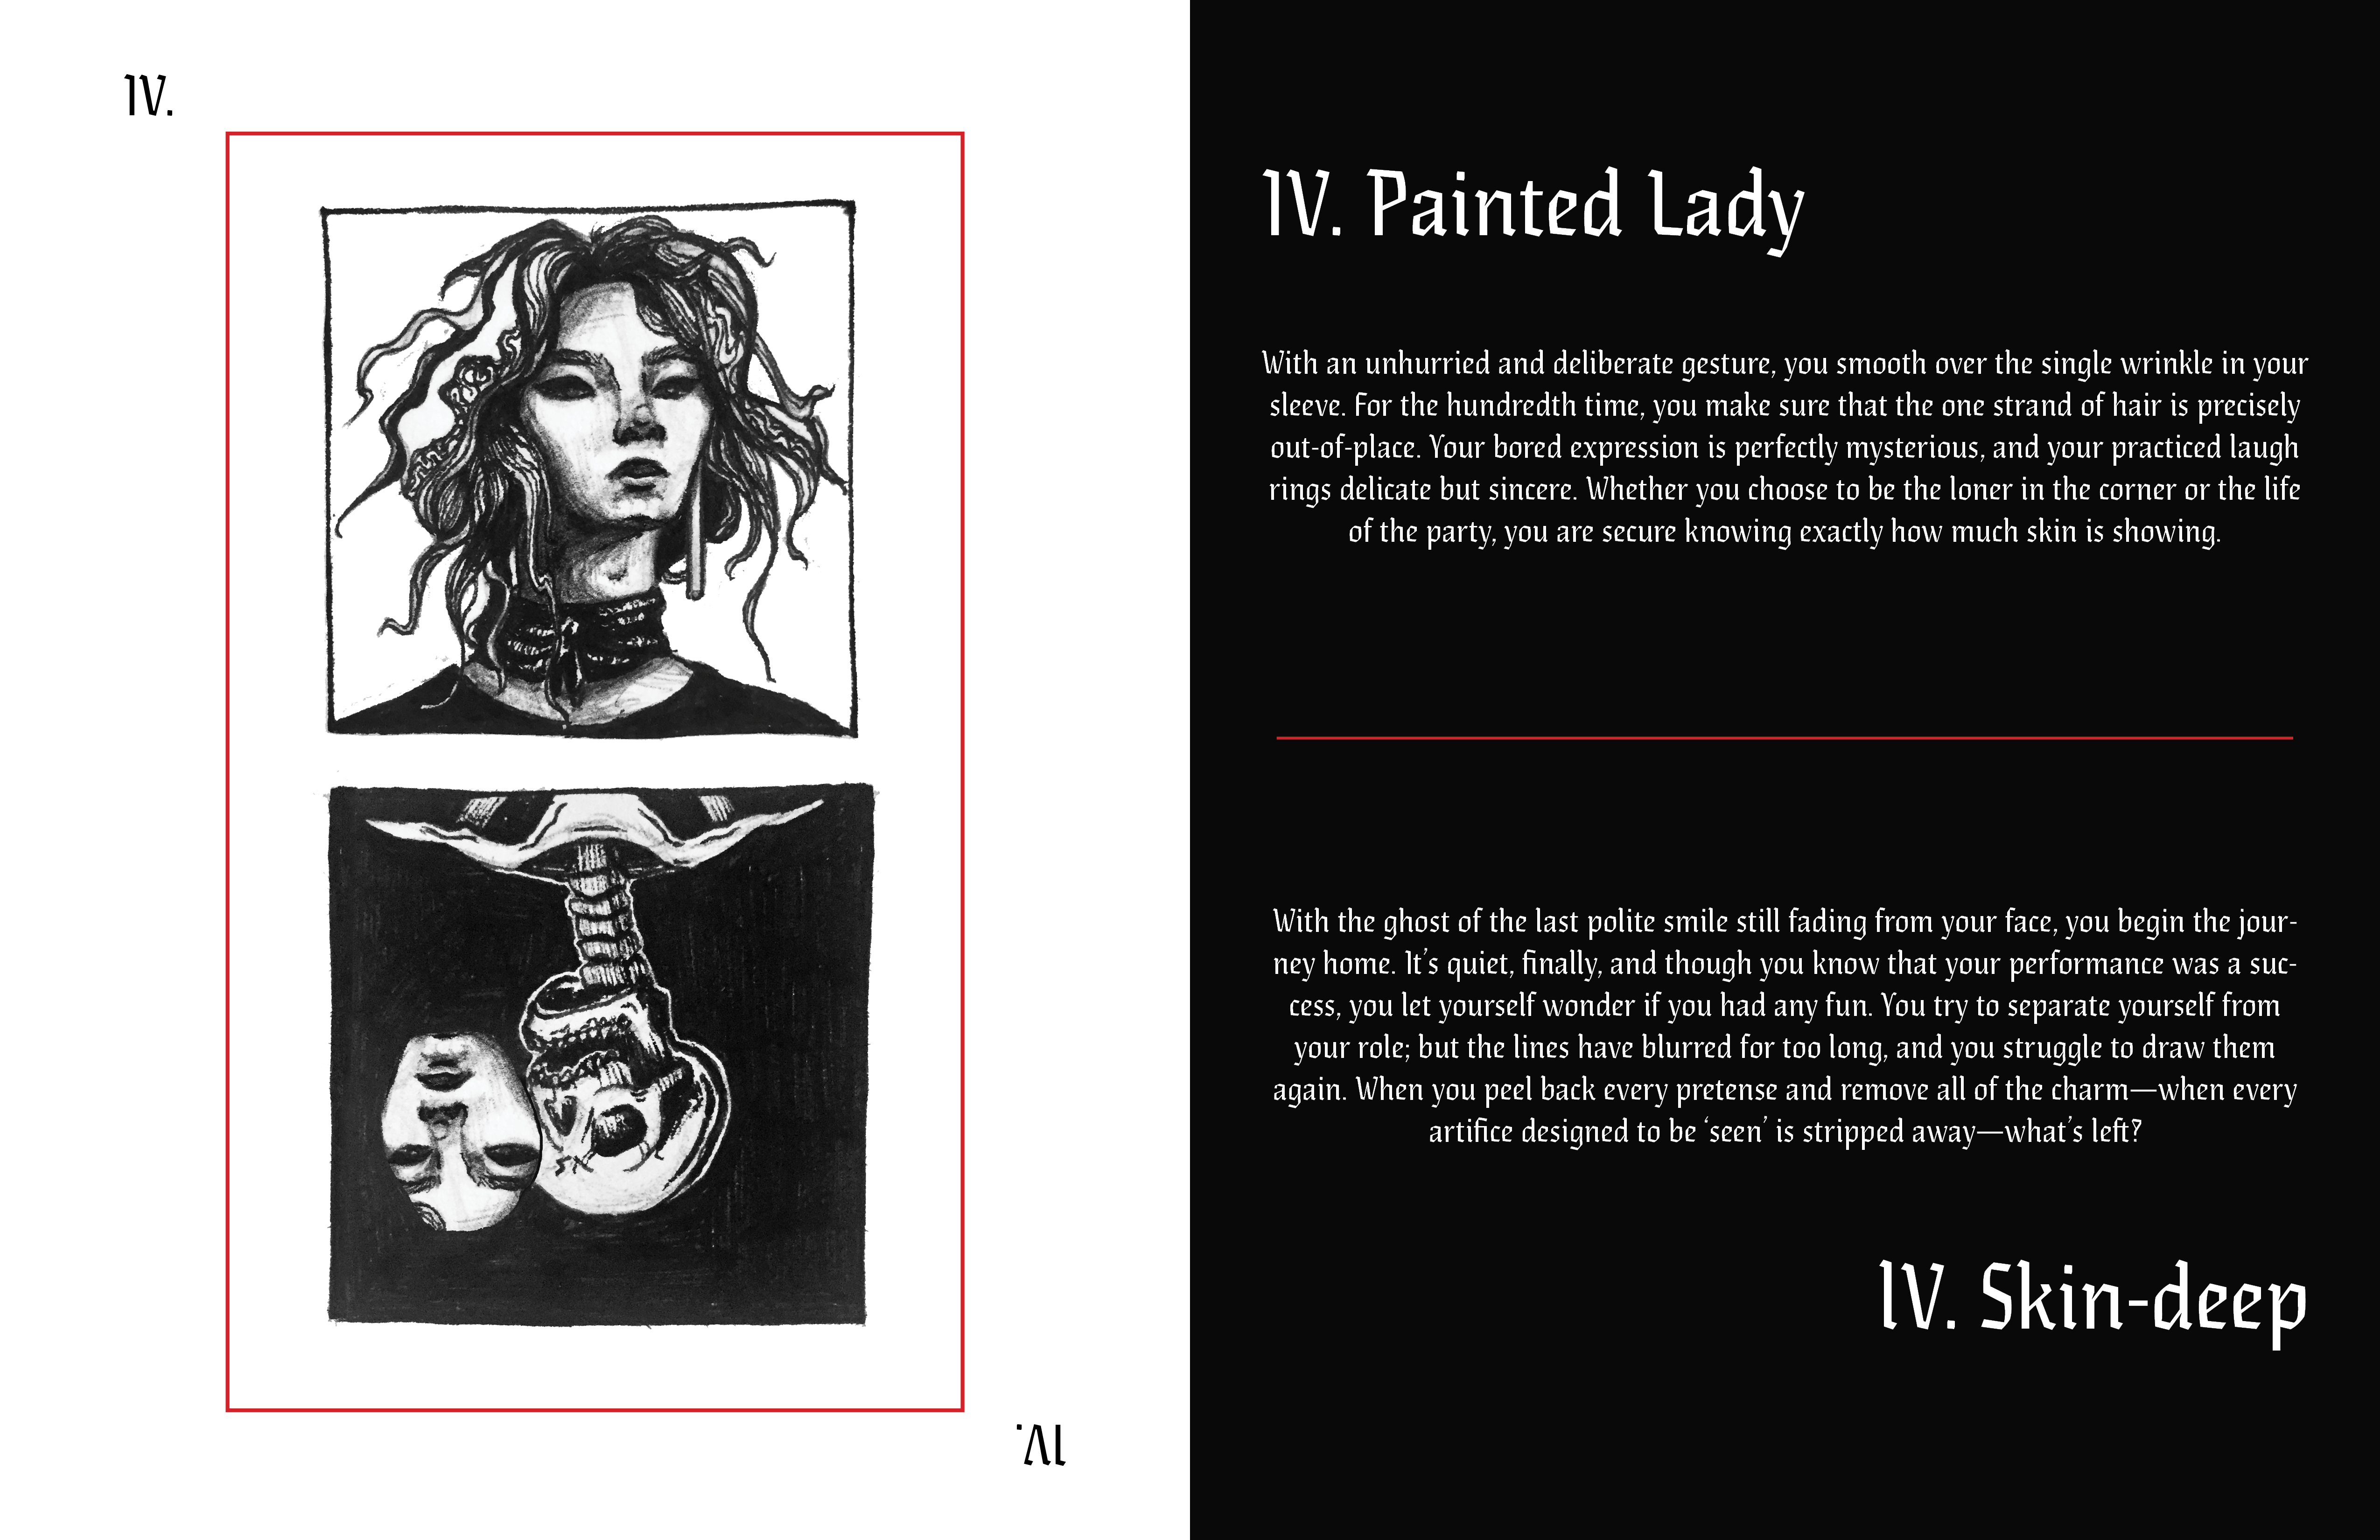 IV.
IV.
IV. Painted Lady
With an unhurried and deliberate gesture, you smooth over the single wrinkle in your
sleeve. For the hundredth time, you make sure that the one strand of hair is precisely
out-of-place. Your bored expression is perfectly mysterious, and your practiced laugh
rings delicate but sincere. Whether you choose to be the loner in the corner or the life
of the party, you are secure knowing exactly how much skin is showing.
With the ghost of the last polite smile still fading from your face, you begin the jour-
ney home. It’s quiet, finally, and though you know that your performance was a suc-
cess, you let yourself wonder if you had any fun. You try to separate yourself from
your role; but the lines have blurred for too long, and you struggle to draw them
again. When you peel back every pretense and remove all of the charm—when every
artifice designed to be ‘seen’ is stripped away—what’s left?
IV. Skin-deep